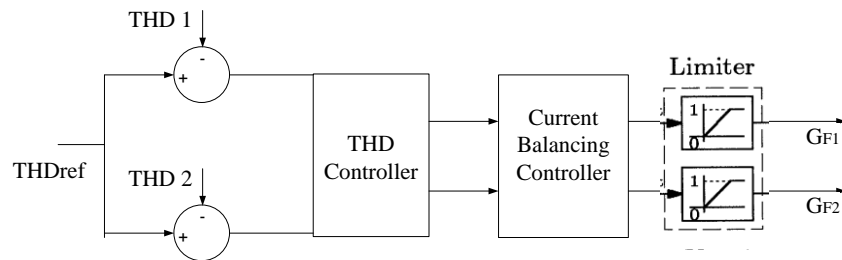 THD 1
-
+
THDref
THD 2
-
+
THD
Controller
Current
Balancing
Controller
Limiter
1
0
GF1
1
0
GF2